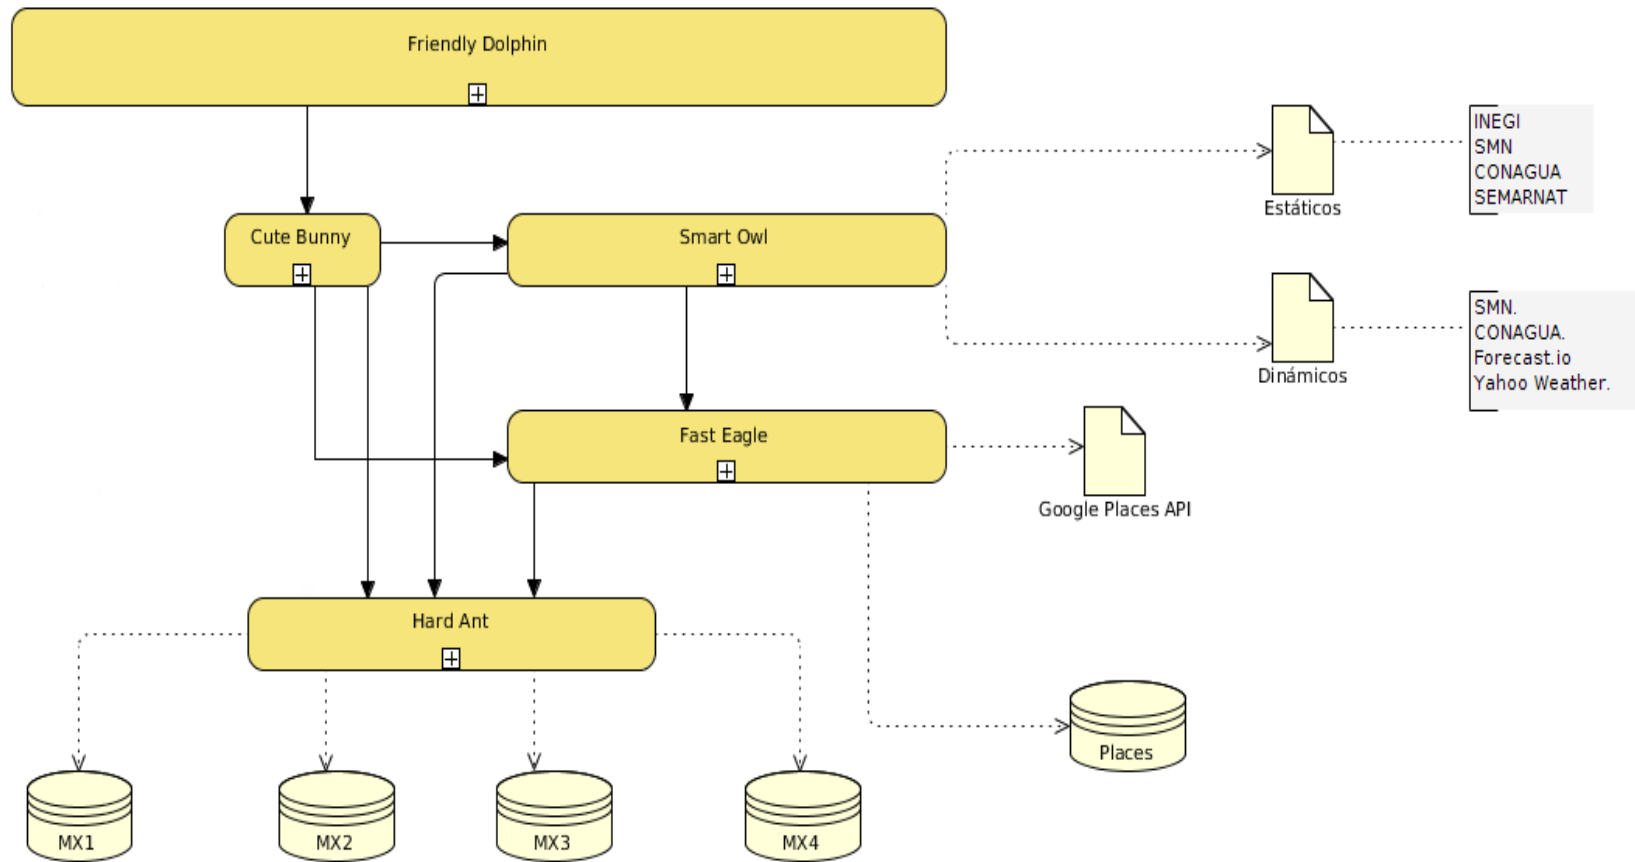 Friendly Dolphin
INEGI
SMN
CONAGUA
SEMARNAT
Estáticos
Cute Bunny
Smart Owl
SMN.
CONAGUA.
Forecast.io
Yahoo Weather.
Dinámicos
Fast Eagle
Google Places API
Hard Ant
Places
MX1
MX2
MX3
MX4